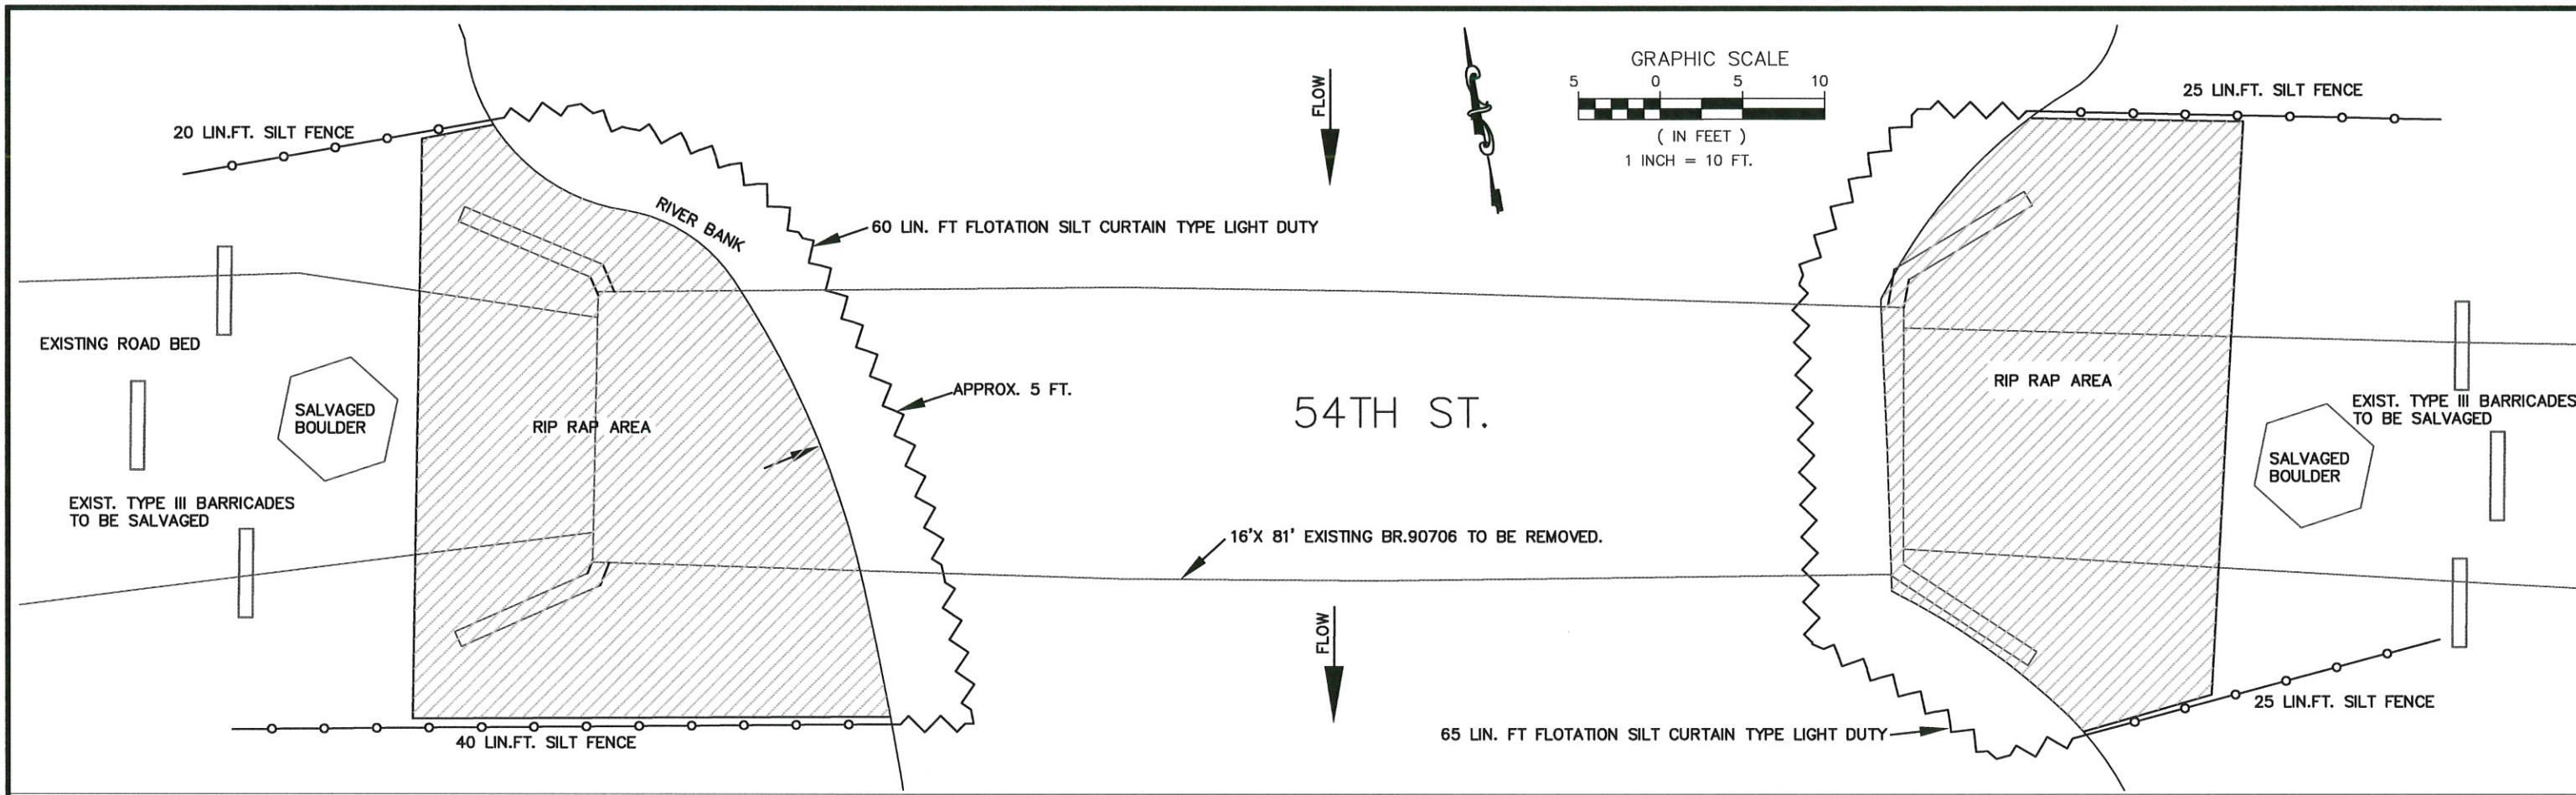 GRAPHIC SCALE
5 0 5 10
( IN FEET )
1 INCH = 10 FT.
FLOW
20 LIN.FT. SILT FENCE
25 LIN.FT. SILT FENCE
RIVER BANK
60 LIN. FT FLOTATION SILT CURTAIN TYPE LIGHT DUTY
EXISTING ROAD BED
SALVAGED
BOULDER
RIP RAP AREA
APPROX. 5 FT.
54TH ST.
RIP RAP AREA
EXIST. TYPE III BARRICADES
TO BE SALVAGED
SALVAGED
BOULDER
EXIST. TYPE III BARRICADES
TO BE SALVAGED
16'X 81' EXISTING BR.90706 TO BE REMOVED.
FLOW
40 LIN.FT. SILT FENCE
65 LIN. FT FLOTATION SILT CURTAIN TYPE LIGHT DUTY
25 LIN.FT. SILT FENCE